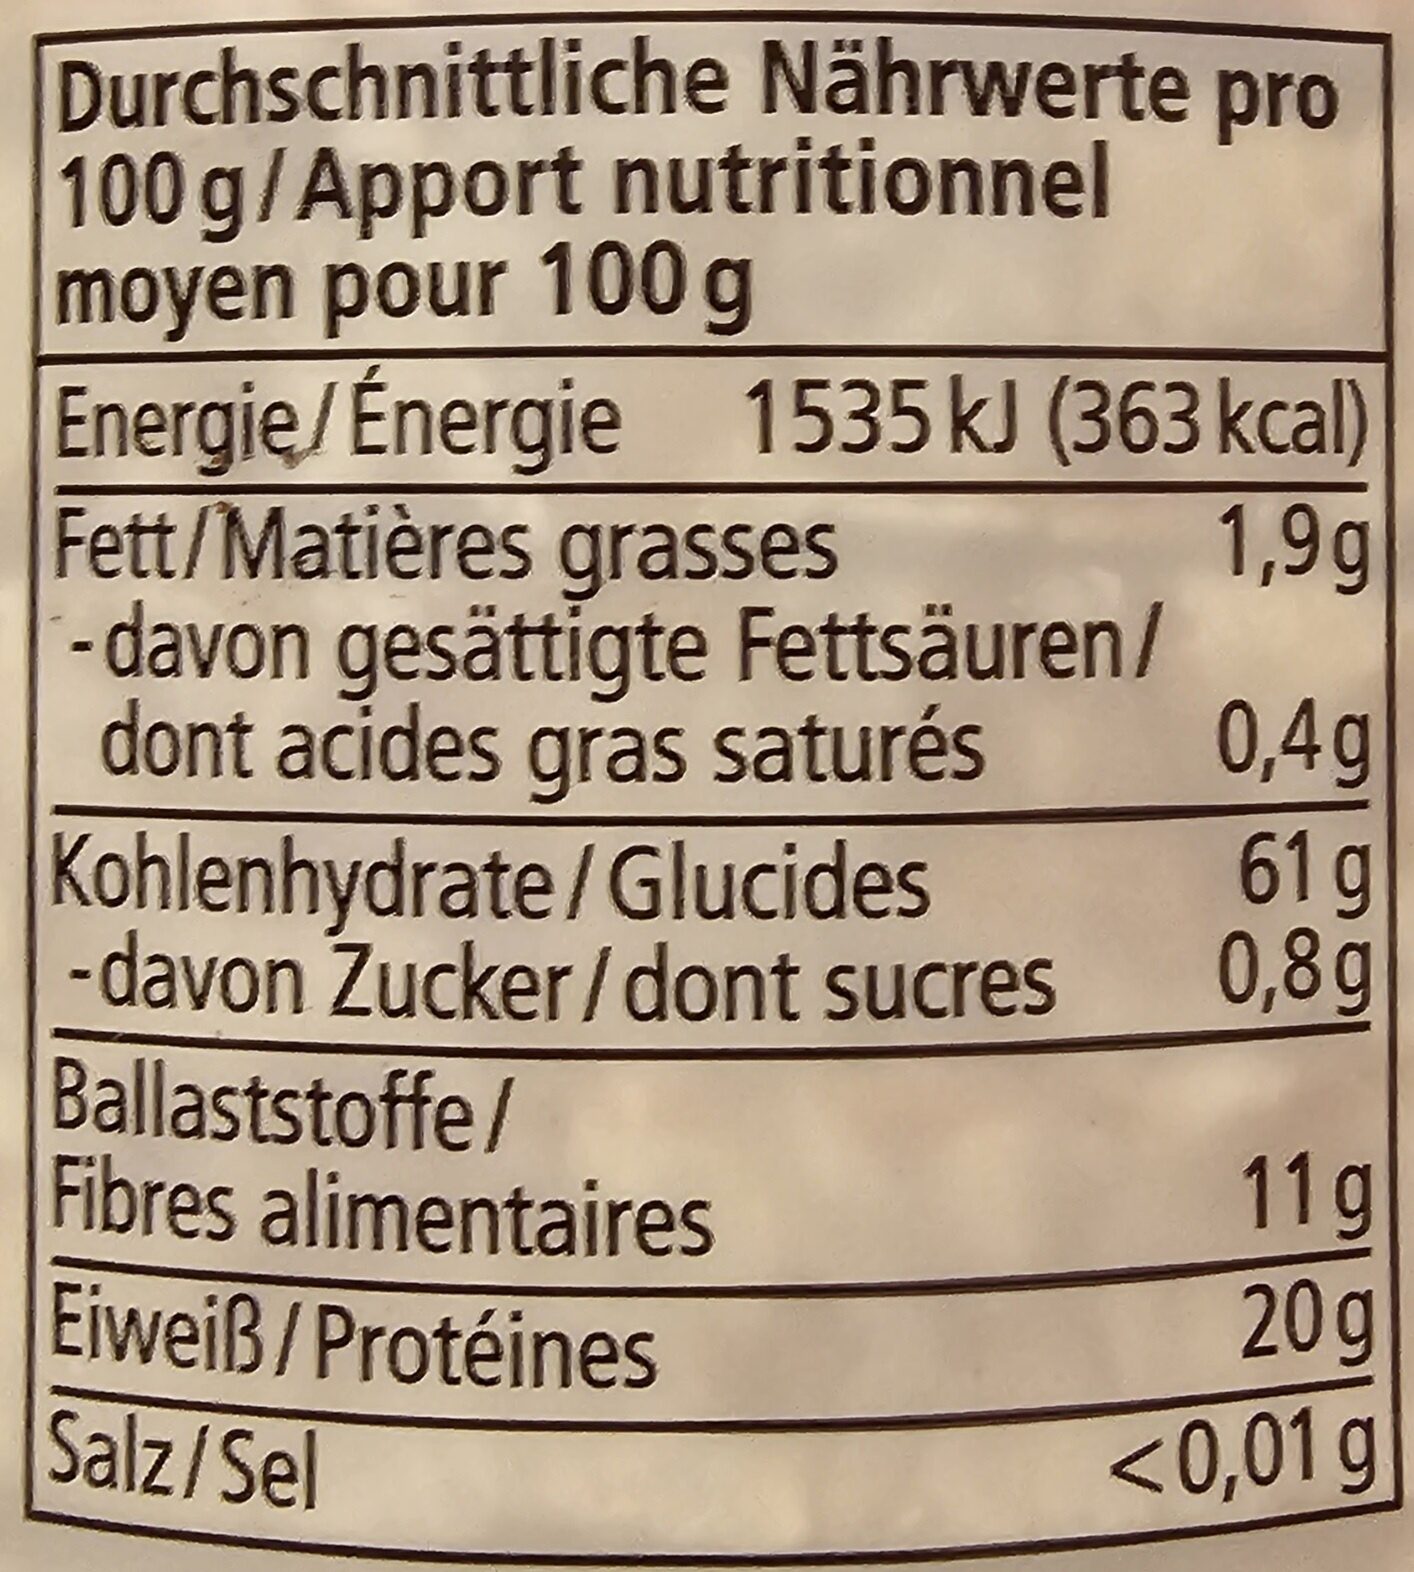 Durchschnittliche Nährwerte pro
100 g/Apport nutritionnel
moyen pour 100 g
Energie/Énergie 1535 kJ (363 kcal)
Fett/Matières grasses 1,9 g
-davon gesättigte Fettsäuren/
dont acides gras saturés 0,4 g
Kohlenhydrate/Glucides 61 g
-davon Zucker/dont sucres 0,8 g
Ballaststoffe/
Fibres alimentaires 11 g
Eiweiß/Protéines 20 g
Salz/Sel <0,01 g